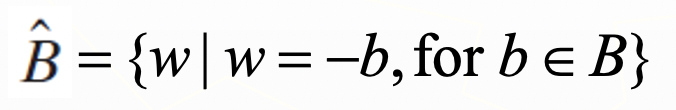 B̂ = {w | w = −b, for b ∈ B}